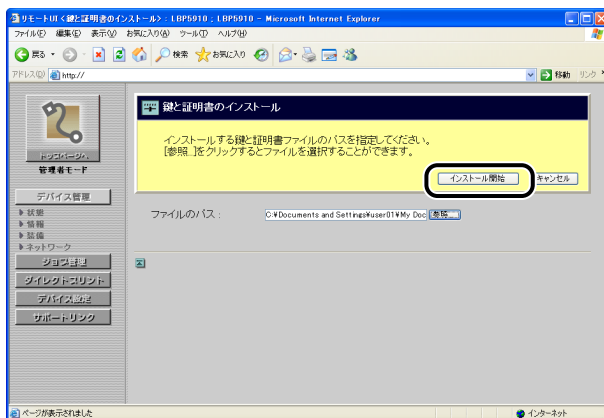 リモートUI <鍵と証明書のインストール> : LBP5910 ; LBP5910 - Microsoft Internet Explorer
ファイル(F) 編集(E) 表示(V) お気に入り(A) ツール(T) ヘルプ(H)
戻る 検索 お気に入り
アドレス(D) http:// 移動 リンク »
トップページへ
管理者モード
デバイス管理
状態
情報
装備
ネットワーク
ジョブ管理
ダイレクトプリント
デバイス設定
サポートリンク
鍵と証明書のインストール
インストールする鍵と証明書ファイルのパスを指定してください。
[参照...]をクリックするとファイルを選択することができます。
インストール開始 キャンセル
ファイルのパス : C:¥Documents and Settings¥user01¥My Doc 参照...
ページが表示されました インターネット